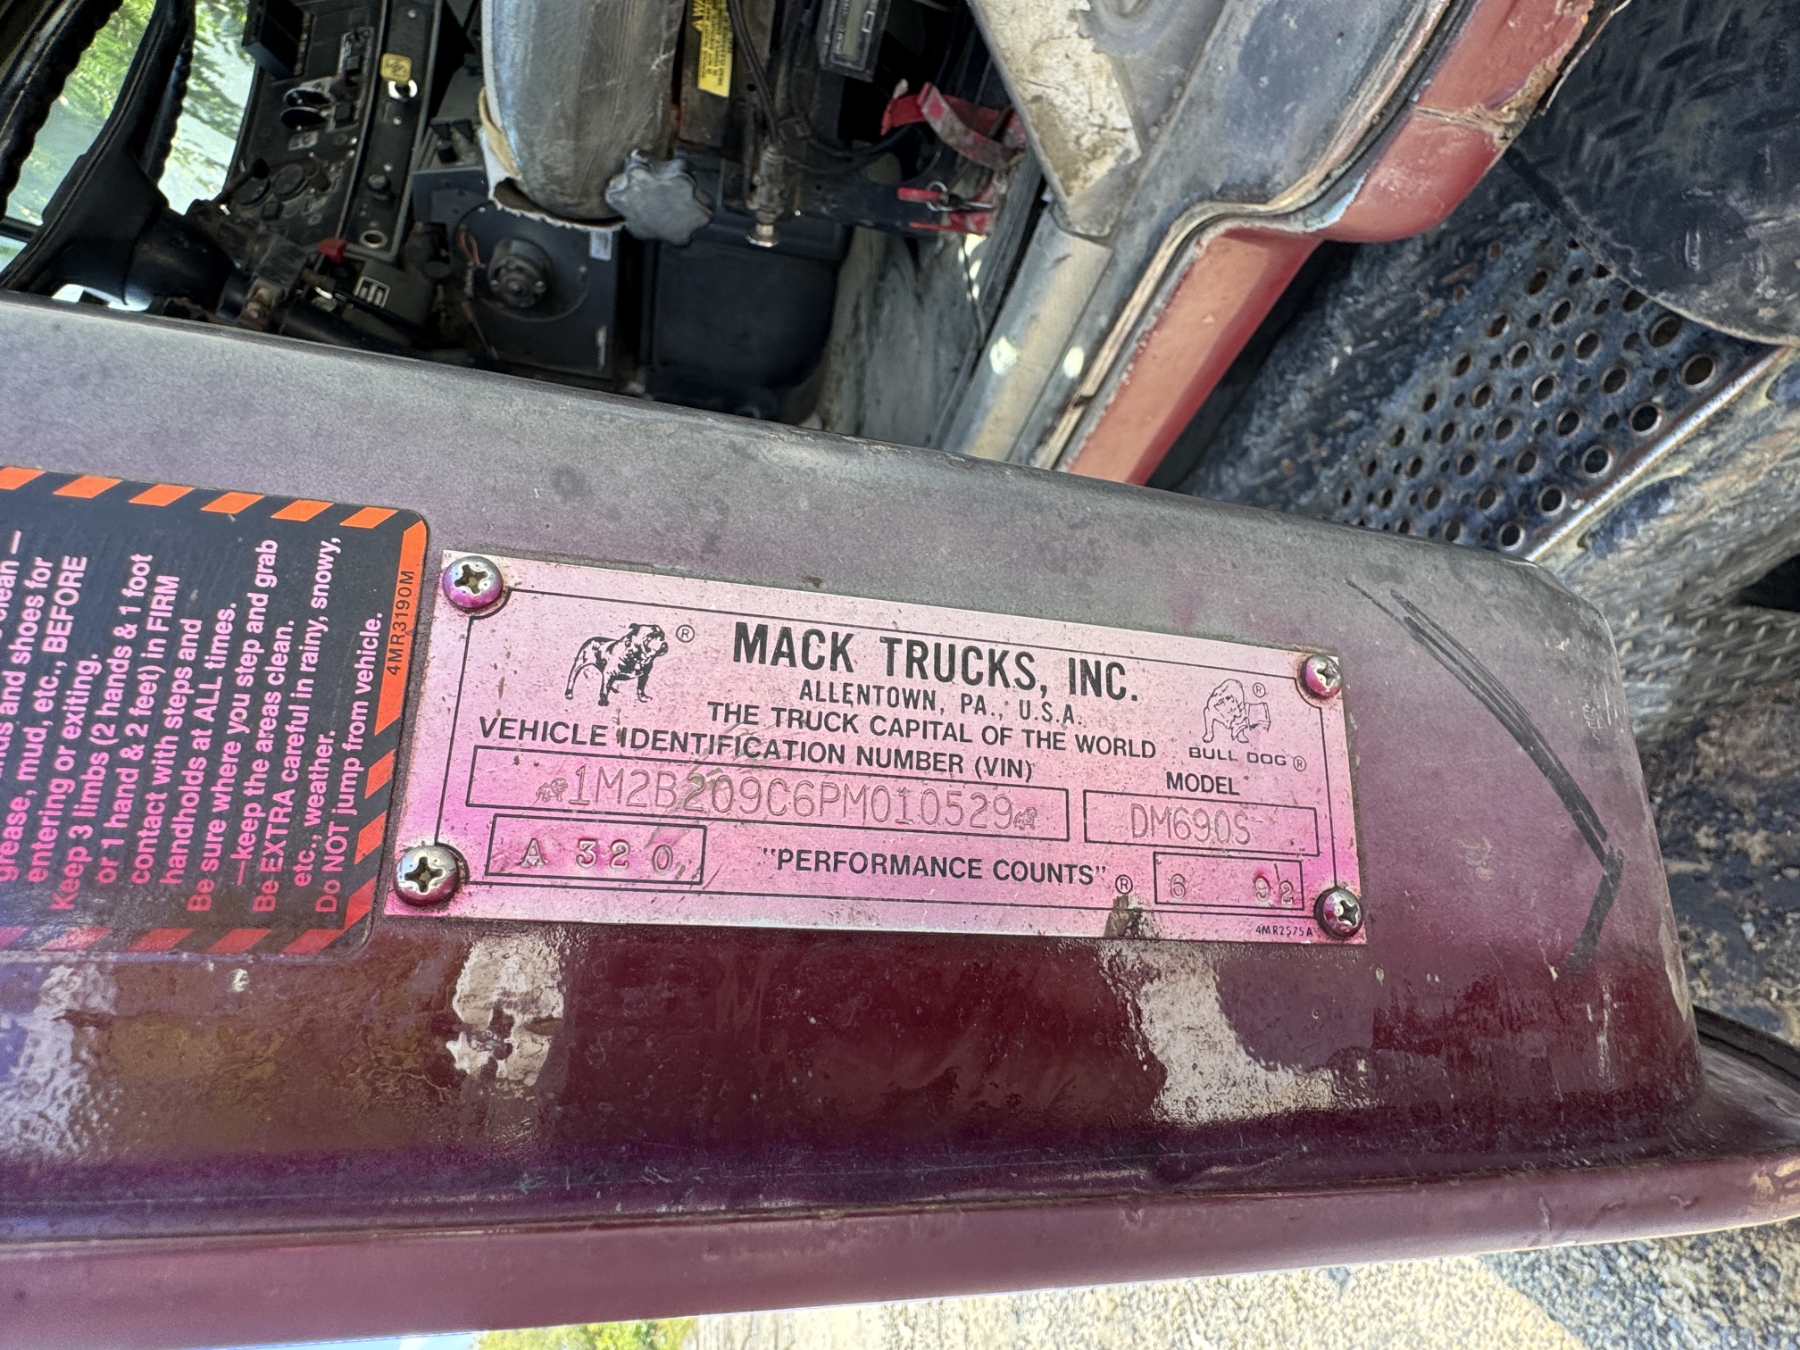 MACK TRUCKS, INC.
ALLENTOWN, PA., U.S.A.
THE TRUCK CAPITAL OF THE WORLD
BULL DOG®
VEHICLE IDENTIFICATION NUMBER (VIN)
MODEL
1M2B209C6PM010529
DM690S
A 320
"PERFORMANCE COUNTS"®
6 92
4MR2575A
grease, mud, etc., BEFORE
entering or exiting.
Keep 3 limbs (2 hands & 1 foot
or 1 hand & 2 feet) in FIRM
contact with steps and
handholds at ALL times.
Be sure where you step and grab
—keep the areas clean.
Be EXTRA careful in rainy, snowy,
etc., weather.
Do NOT jump from vehicle.
4MR3190M